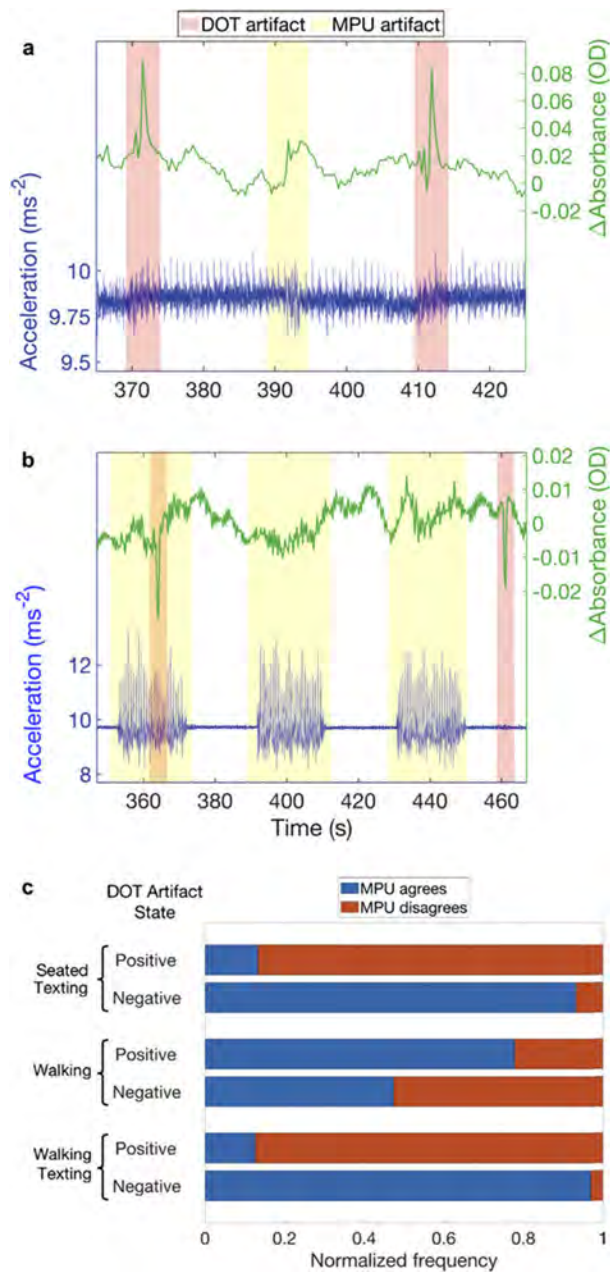 DOT artifact MPU artifact
a
Acceleration (ms-2)
10
9.75
9.5
0.08
0.06
0.04
0.02
0
-0.02
ΔAbsorbance (OD)
370 380 390 400 410 420
b
Acceleration (ms-2)
12
10
8
0.02
0.01
0
-0.01
-0.02
ΔAbsorbance (OD)
360 380 400 420 440 460
Time (s)
c
DOT Artifact
State
MPU agrees
MPU disagrees
Seated
Texting
Positive
Negative
Walking
Positive
Negative
Walking
Texting
Positive
Negative
0 0.2 0.4 0.6 0.8 1
Normalized frequency